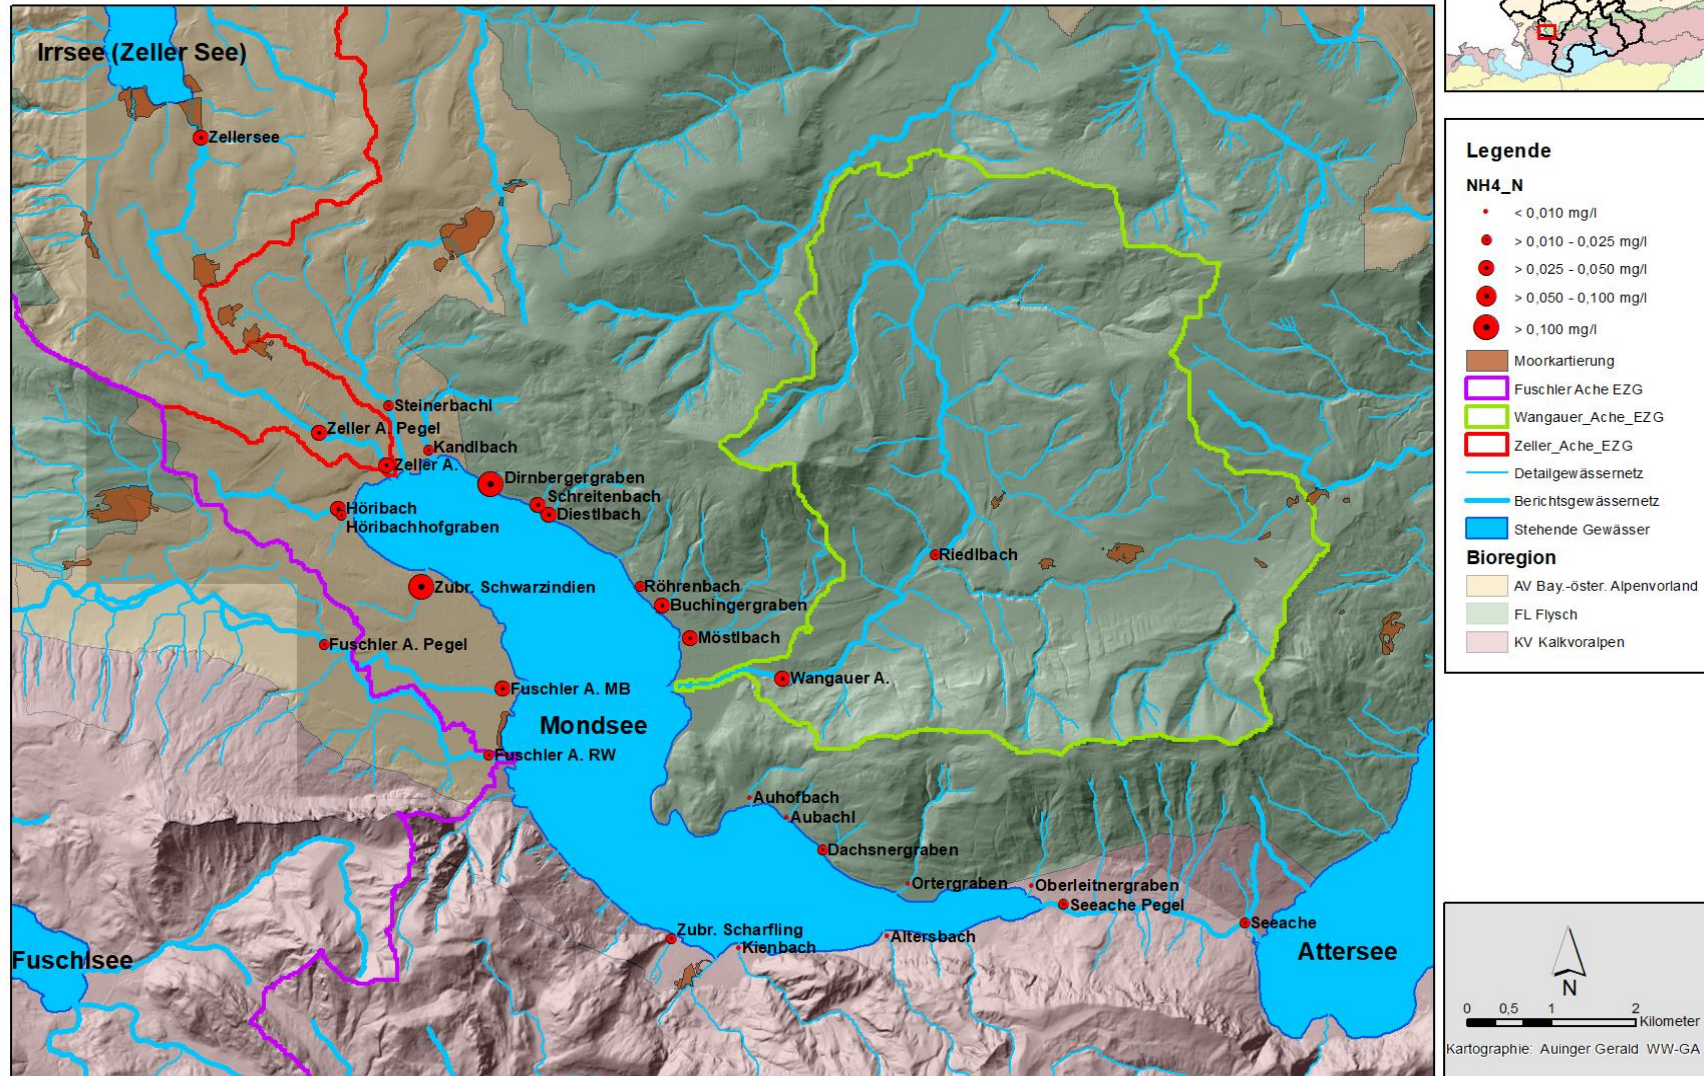 Irrsee (Zeller See)
Zellersee
Steinerbachl
Zeller A. Pegel
Kandlbach
Zeller A.
Dirnbergergraben
Schreitenbach
Diestlbach
Höribach
Höribachhofgraben
Riedlbach
Zubr. Schwarzindien
Röhrenbach
Buchingergraben
Möstlbach
Fuschler A. Pegel
Wangauer A.
Fuschler A. MB
Mondsee
Fuschler A. RW
Auhofbach
Aubachl
Dachsnergraben
Ortergraben
Oberleitnergraben
Seeache Pegel
Seeache
Zubr. Scharfling
Kienbach
Altersbach
Attersee
Fuschlsee
Legende
NH4_N
< 0,010 mg/l
> 0,010 - 0,025 mg/l
> 0,025 - 0,050 mg/l
> 0,050 - 0,100 mg/l
> 0,100 mg/l
Moorkartierung
Fuschler Ache EZG
Wangauer_Ache_EZG
Zeller_Ache_EZG
Detailgewässernetz
Berichtsgewässernetz
Stehende Gewässer
Bioregion
AV Bay.-öster. Alpenvorland
FL Flysch
KV Kalkvoralpen
N
0 0,5 1 2
Kilometer
Kartographie: Auinger Gerald WW-GA